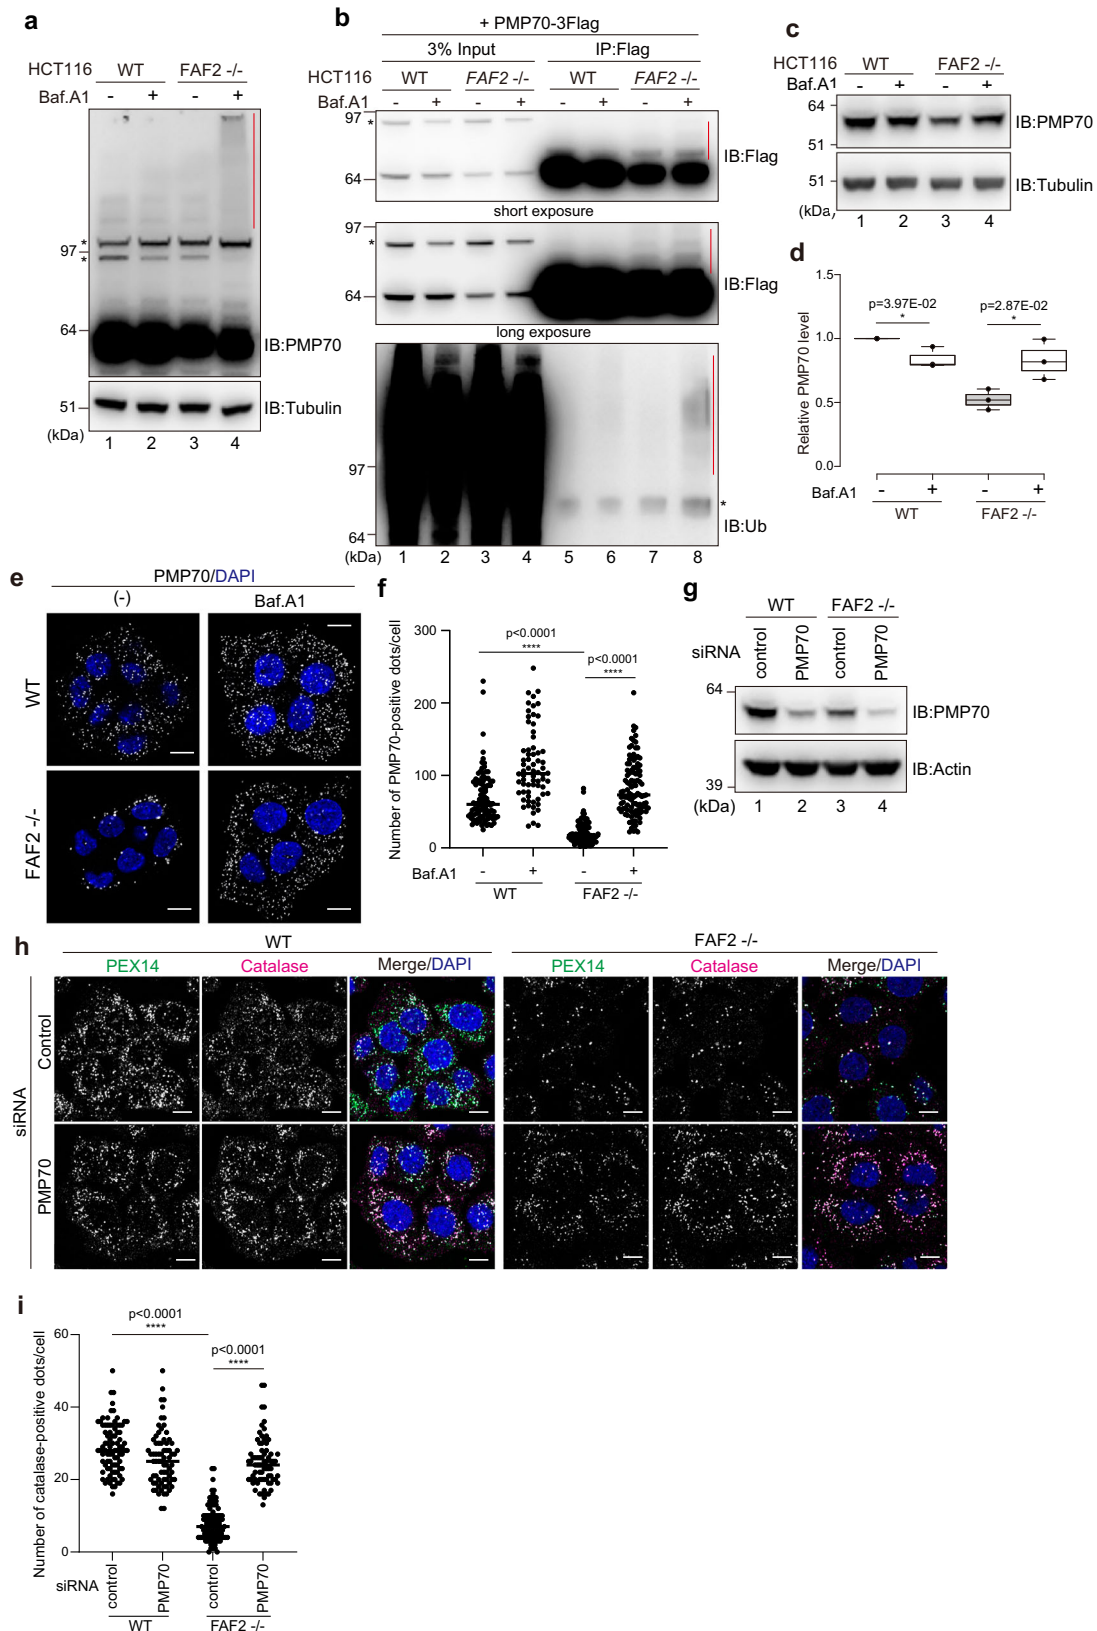 a
HCT116 WT FAF2 -/-
Baf.A1 - + - +
*
97
*
64
IB:PMP70
51
IB:Tubulin
(kDa)
1 2 3 4
b
+ PMP70-3Flag
3% Input IP:Flag
HCT116 WT FAF2 -/- WT FAF2 -/-
Baf.A1 - + - + - + - +
97
*
IB:Flag
64
short exposure
97
*
IB:Flag
64
long exposure
97
*
IB:Ub
64
(kDa) 1 2 3 4 5 6 7 8
c
HCT116 WT FAF2 -/-
Baf.A1 - + - +
64
IB:PMP70
51
51
IB:Tubulin
(kDa,
1 2 3 4
d
Relative PMP70 level
1.5
1.0
0.5
0.0
p=3.97E-02
*
p=2.87E-02
*
Baf.A1 - + - +
WT FAF2 -/-
e
PMP70/DAPI
(-) Baf.A1
WT
FAF2 -/-
f
Number of PMP70-positive dots/cell
300
200
100
0
p<0.0001
****
p<0.0001
****
Baf.A1 - + - +
WT FAF2 -/-
g
WT FAF2 -/-
siRNA control PMP70 control PMP70
64
IB:PMP70
IB:Actin
39
(kDa) 1 2 3 4
h
WT FAF2 -/-
PEX14 Catalase Merge/DAPI PEX14 Catalase Merge/DAPI
siRNA
Control
PMP70
i
Number of catalase-positive dots/cell
60
40
20
0
p<0.0001
****
p<0.0001
****
siRNA control PMP70 control PMP70
WT FAF2 -/-